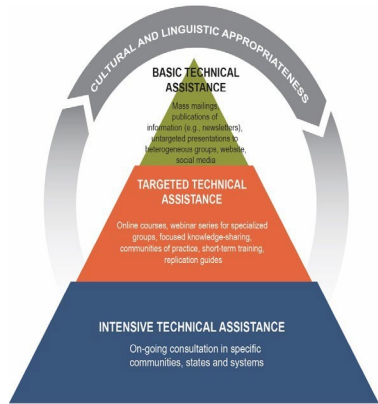 CULTURAL AND LINGUISTIC APPROPRIATENESS
BASIC TECHNICAL
ASSISTANCE
Mass mailings,
publications of
information (e.g., newsletters),
untargeted presentations to
heterogeneous groups, website,
social media
TARGETED TECHNICAL
ASSISTANCE
Online courses, webinar series for specialized
groups, focused knowledge-sharing,
communities of practice, short-term training,
replication guides
INTENSIVE TECHNICAL ASSISTANCE
On-going consultation in specific
communities, states and systems